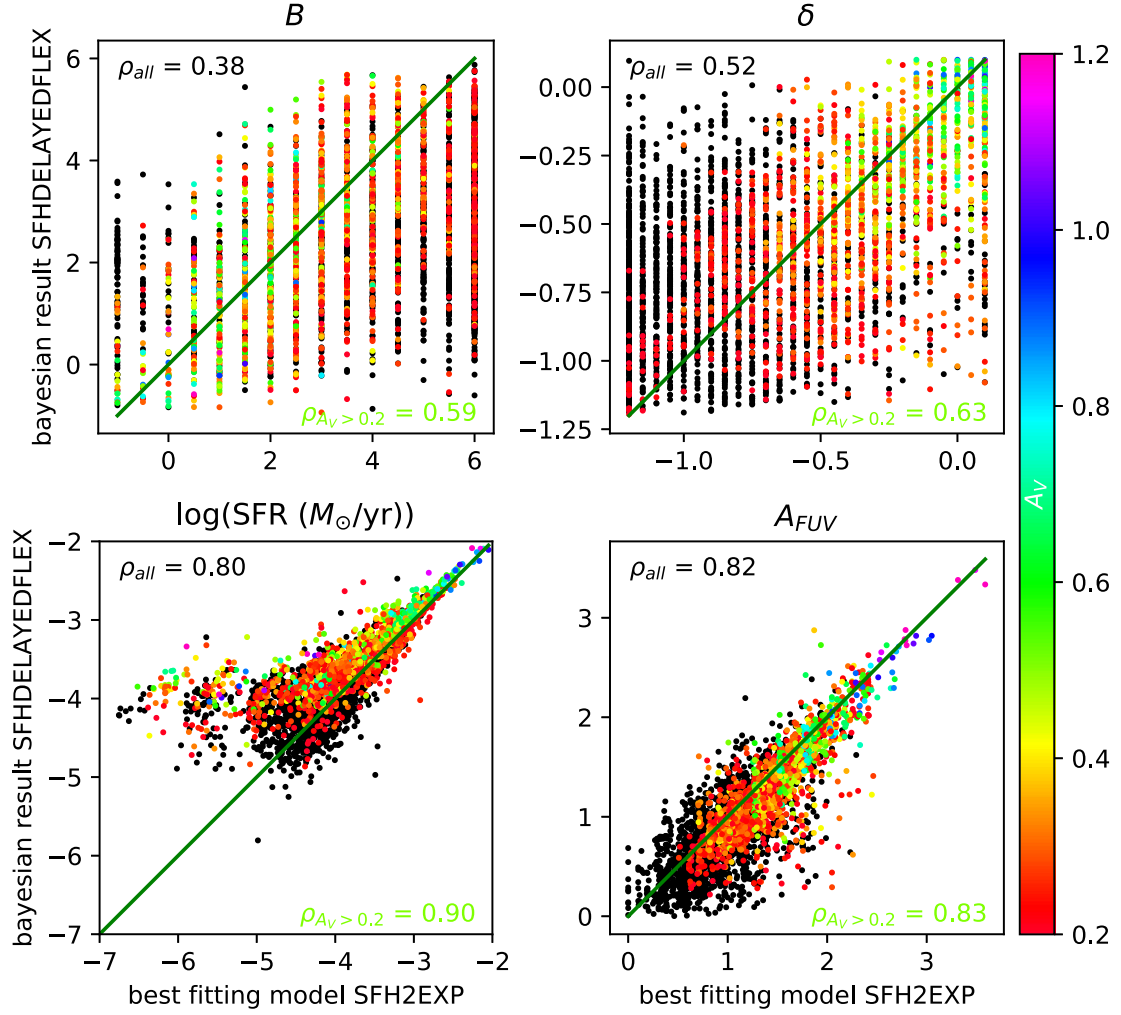 B
δ
bayesian result SFHDELAYEDFLEX
6
4
2
0
ρall = 0.38
ρAV > 0.2 = 0.59
0 2 4 6
0.00
−0.25
−0.50
−0.75
−1.00
−1.25
ρall = 0.52
ρAV > 0.2 = 0.63
−1.0 −0.5 0.0
log(SFR (M⊙/yr))
AFUV
bayesian result SFHDELAYEDFLEX
−2
−3
−4
−5
−6
−7
ρall = 0.80
ρAV > 0.2 = 0.90
−7 −6 −5 −4 −3 −2
best fitting model SFH2EXP
3
2
1
0
ρall = 0.82
ρAV > 0.2 = 0.83
0 1 2 3
best fitting model SFH2EXP
AV
1.2
1.0
0.8
0.6
0.4
0.2